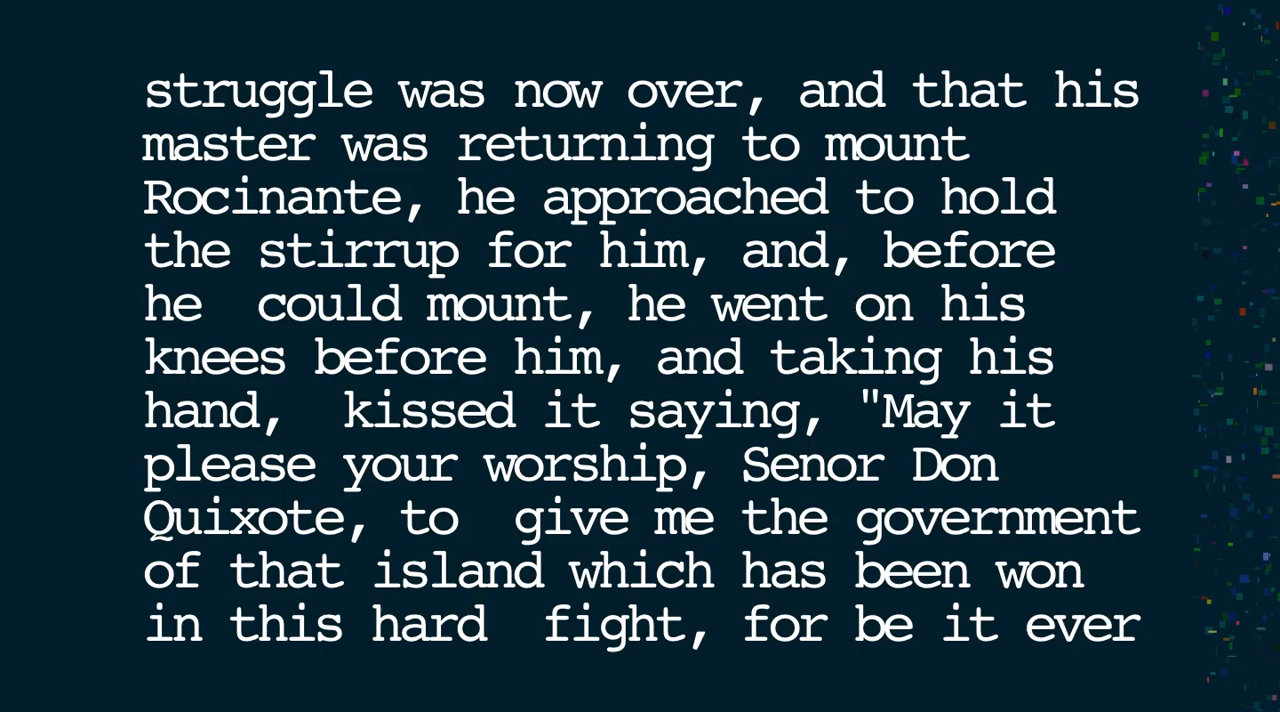 struggle was now over, and that his
master was returning to mount
Rocinante, he approached to hold
the stirrup for him, and, before
he  could mount, he went on his
knees before him, and taking his
hand,  kissed it saying, "May it
please your worship, Senor Don
Quixote, to  give me the government
of that island which has been won
in this hard  fight, for be it ever